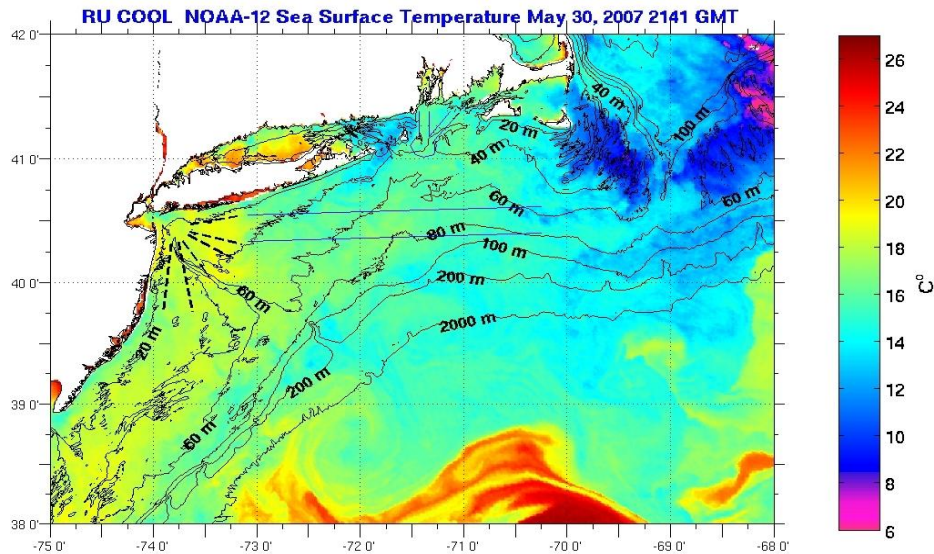 RU COOL NOAA-12 Sea Surface Temperature May 30, 2007 2141 GMT
42 0'
41 0'
40 0'
39 0'
38 0'
40 m
100 m
20 m
40 m
60 m
60 m
80 m
100 m
200 m
60 m
2000 m
20 m
200 m
60 m
-75 0'
-74 0'
-73 0'
-72 0'
-71 0'
-70 0'
-69 0'
-68 0'
26
24
22
20
18
16
14
12
10
8
6
C°